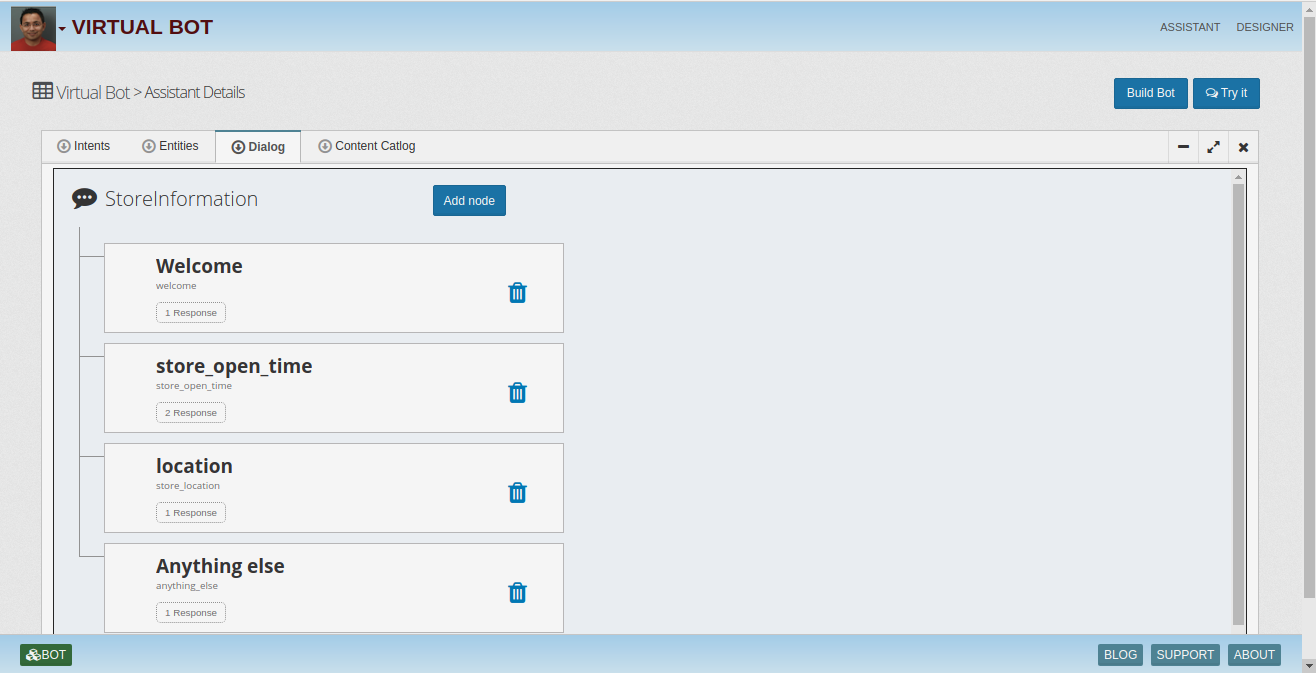 VIRTUAL BOT
ASSISTANT DESIGNER
Virtual Bot > Assistant Details
Build Bot Try it
Intents Entities Dialog Content Catlog
StoreInformation
Add node
Welcome
welcome
1 Response
store_open_time
store_open_time
2 Response
location
store_location
1 Response
Anything else
anything_else
1 Response
BOT
BLOG SUPPORT ABOUT